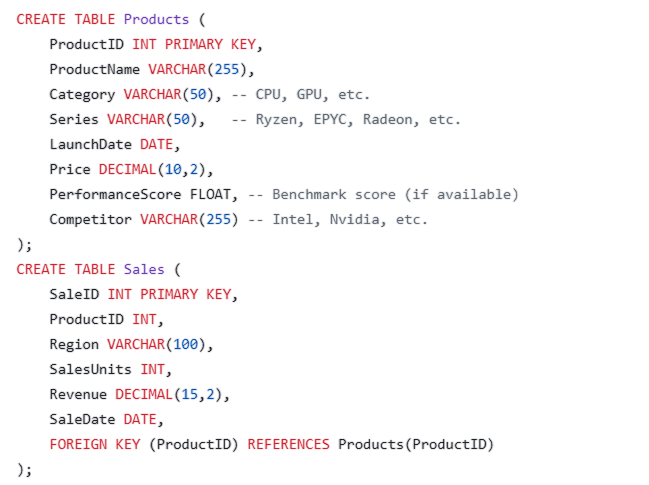 CREATE TABLE Products (
    ProductID INT PRIMARY KEY,
    ProductName VARCHAR(255),
    Category VARCHAR(50), -- CPU, GPU, etc.
    Series VARCHAR(50),   -- Ryzen, EPYC, Radeon, etc.
    LaunchDate DATE,
    Price DECIMAL(10,2),
    PerformanceScore FLOAT, -- Benchmark score (if available)
    Competitor VARCHAR(255) -- Intel, Nvidia, etc.
);
CREATE TABLE Sales (
    SaleID INT PRIMARY KEY,
    ProductID INT,
    Region VARCHAR(100),
    SalesUnits INT,
    Revenue DECIMAL(15,2),
    SaleDate DATE,
    FOREIGN KEY (ProductID) REFERENCES Products(ProductID)
);